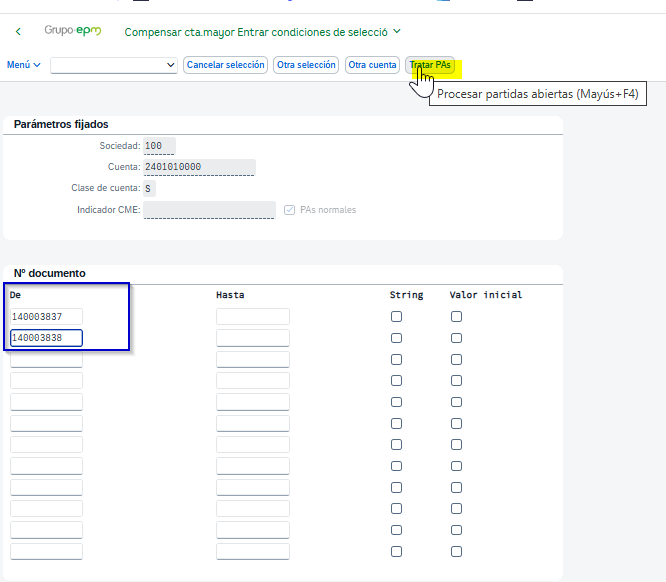 Grupo·epm Compensar cta.mayor Entrar condiciones de selecció
Menú Cancelar selección Otra selección Otra cuenta Tratar PAs
Procesar partidas abiertas (Mayús+F4)
Parámetros fijados
Sociedad: 100
Cuenta: 2401010000
Clase de cuenta: S
Indicador CME: PAs normales
Nº documento
De Hasta String Valor inicial
140003837
140003838